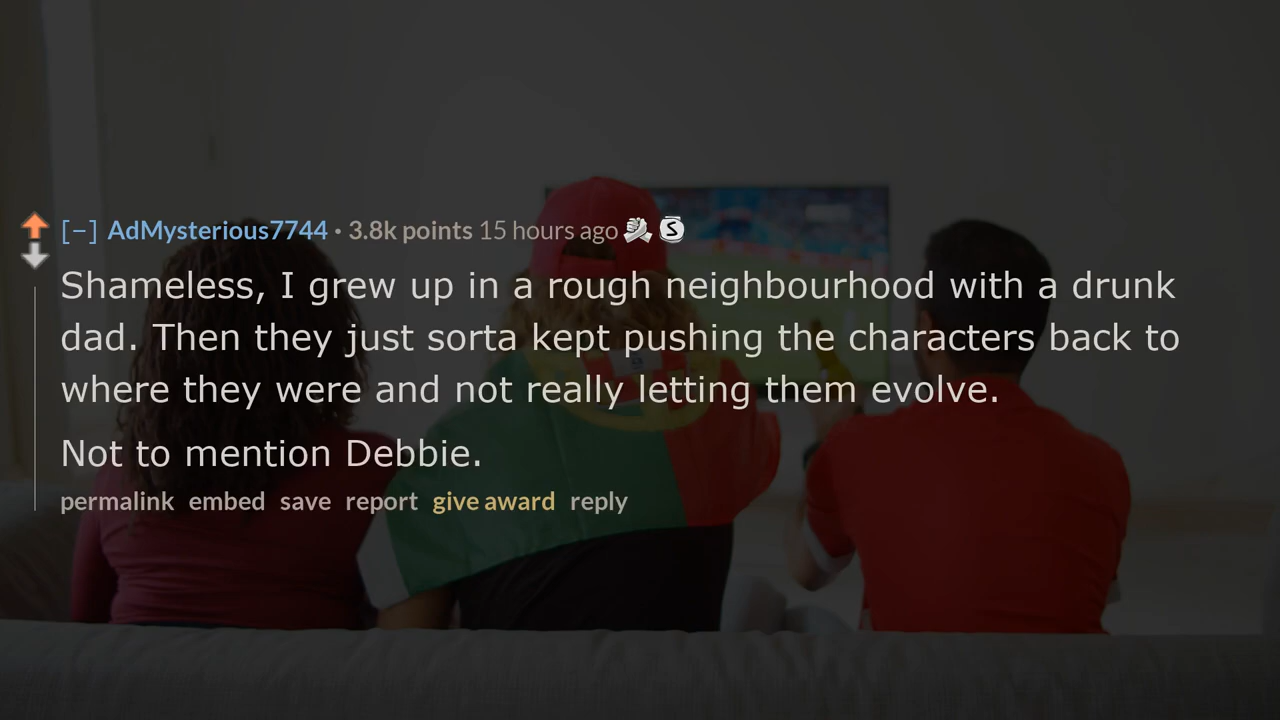 [−] AdMysterious7744 • 3.8k points 15 hours ago S
Shameless, I grew up in a rough neighbourhood with a drunk
dad. Then they just sorta kept pushing the characters back to
where they were and not really letting them evolve.
Not to mention Debbie.
permalink embed save report give award reply